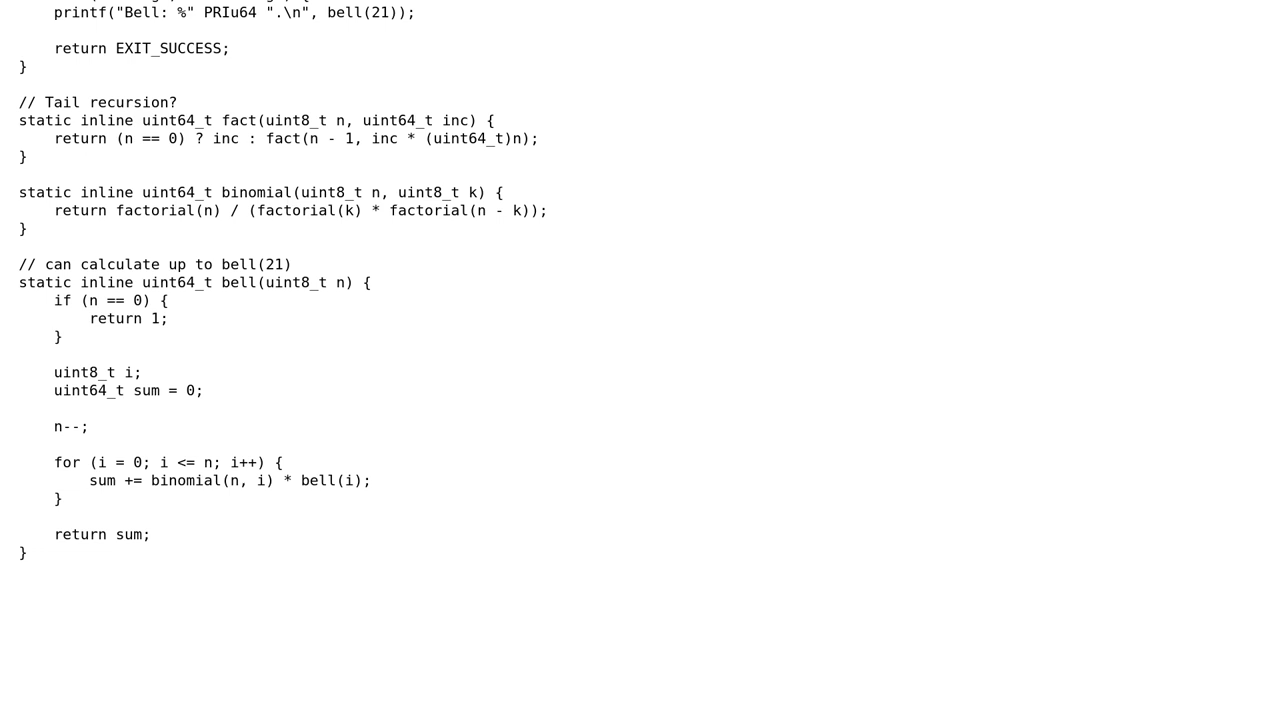 printf("Bell: %" PRIu64 ".\n", bell(21));

    return EXIT_SUCCESS;
}

// Tail recursion?
static inline uint64_t fact(uint8_t n, uint64_t inc) {
    return (n == 0) ? inc : fact(n - 1, inc * (uint64_t)n);
}

static inline uint64_t binomial(uint8_t n, uint8_t k) {
    return factorial(n) / (factorial(k) * factorial(n - k));
}

// can calculate up to bell(21)
static inline uint64_t bell(uint8_t n) {
    if (n == 0) {
        return 1;
    }

    uint8_t i;
    uint64_t sum = 0;

    n--;

    for (i = 0; i <= n; i++) {
        sum += binomial(n, i) * bell(i);
    }

    return sum;
}